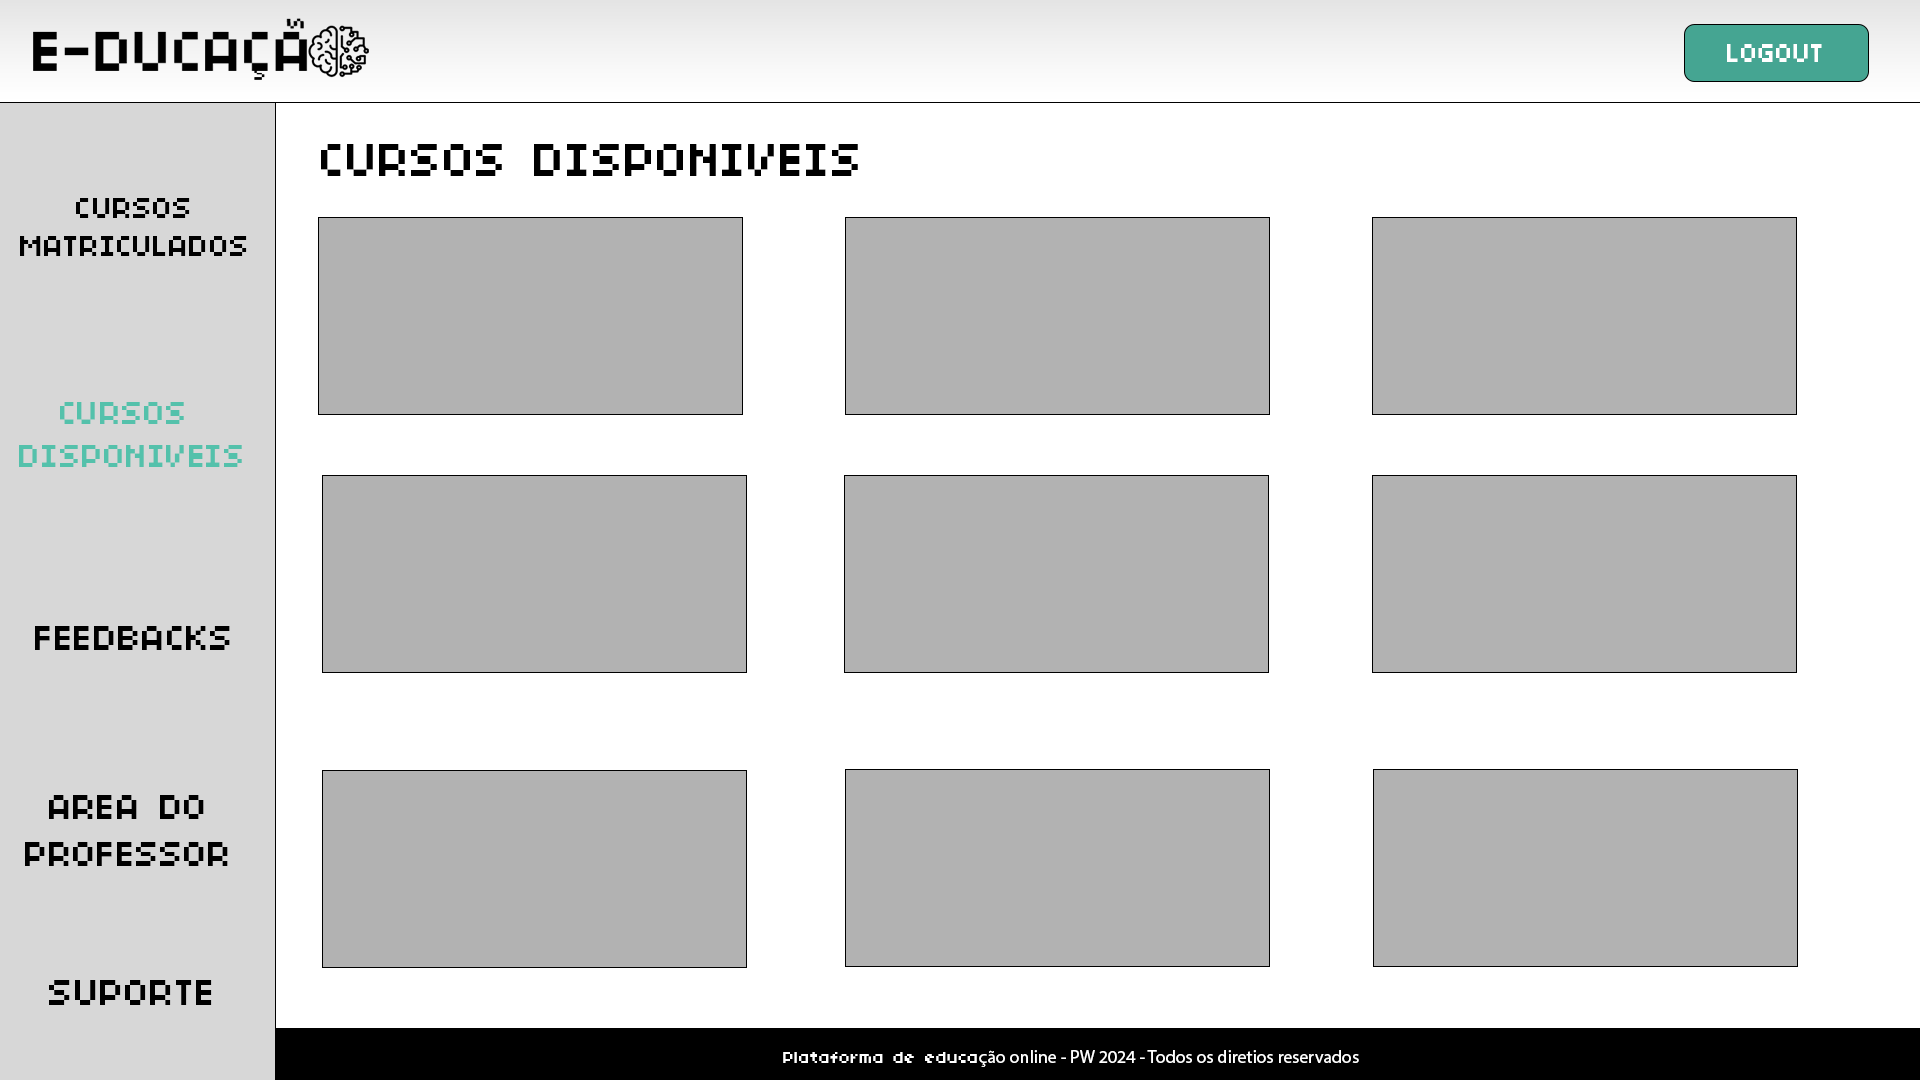 E-DUCAÇÃ
LOGOUT
CURSOS
MATRICULADOS
CURSOS
DISPONIVEIS
FEEDBACKS
AREA DO
PROFESSOR
SUPORTE
CURSOS DISPONIVEIS
Plataforma de educação online - PW 2024 - Todos os diretios reservados